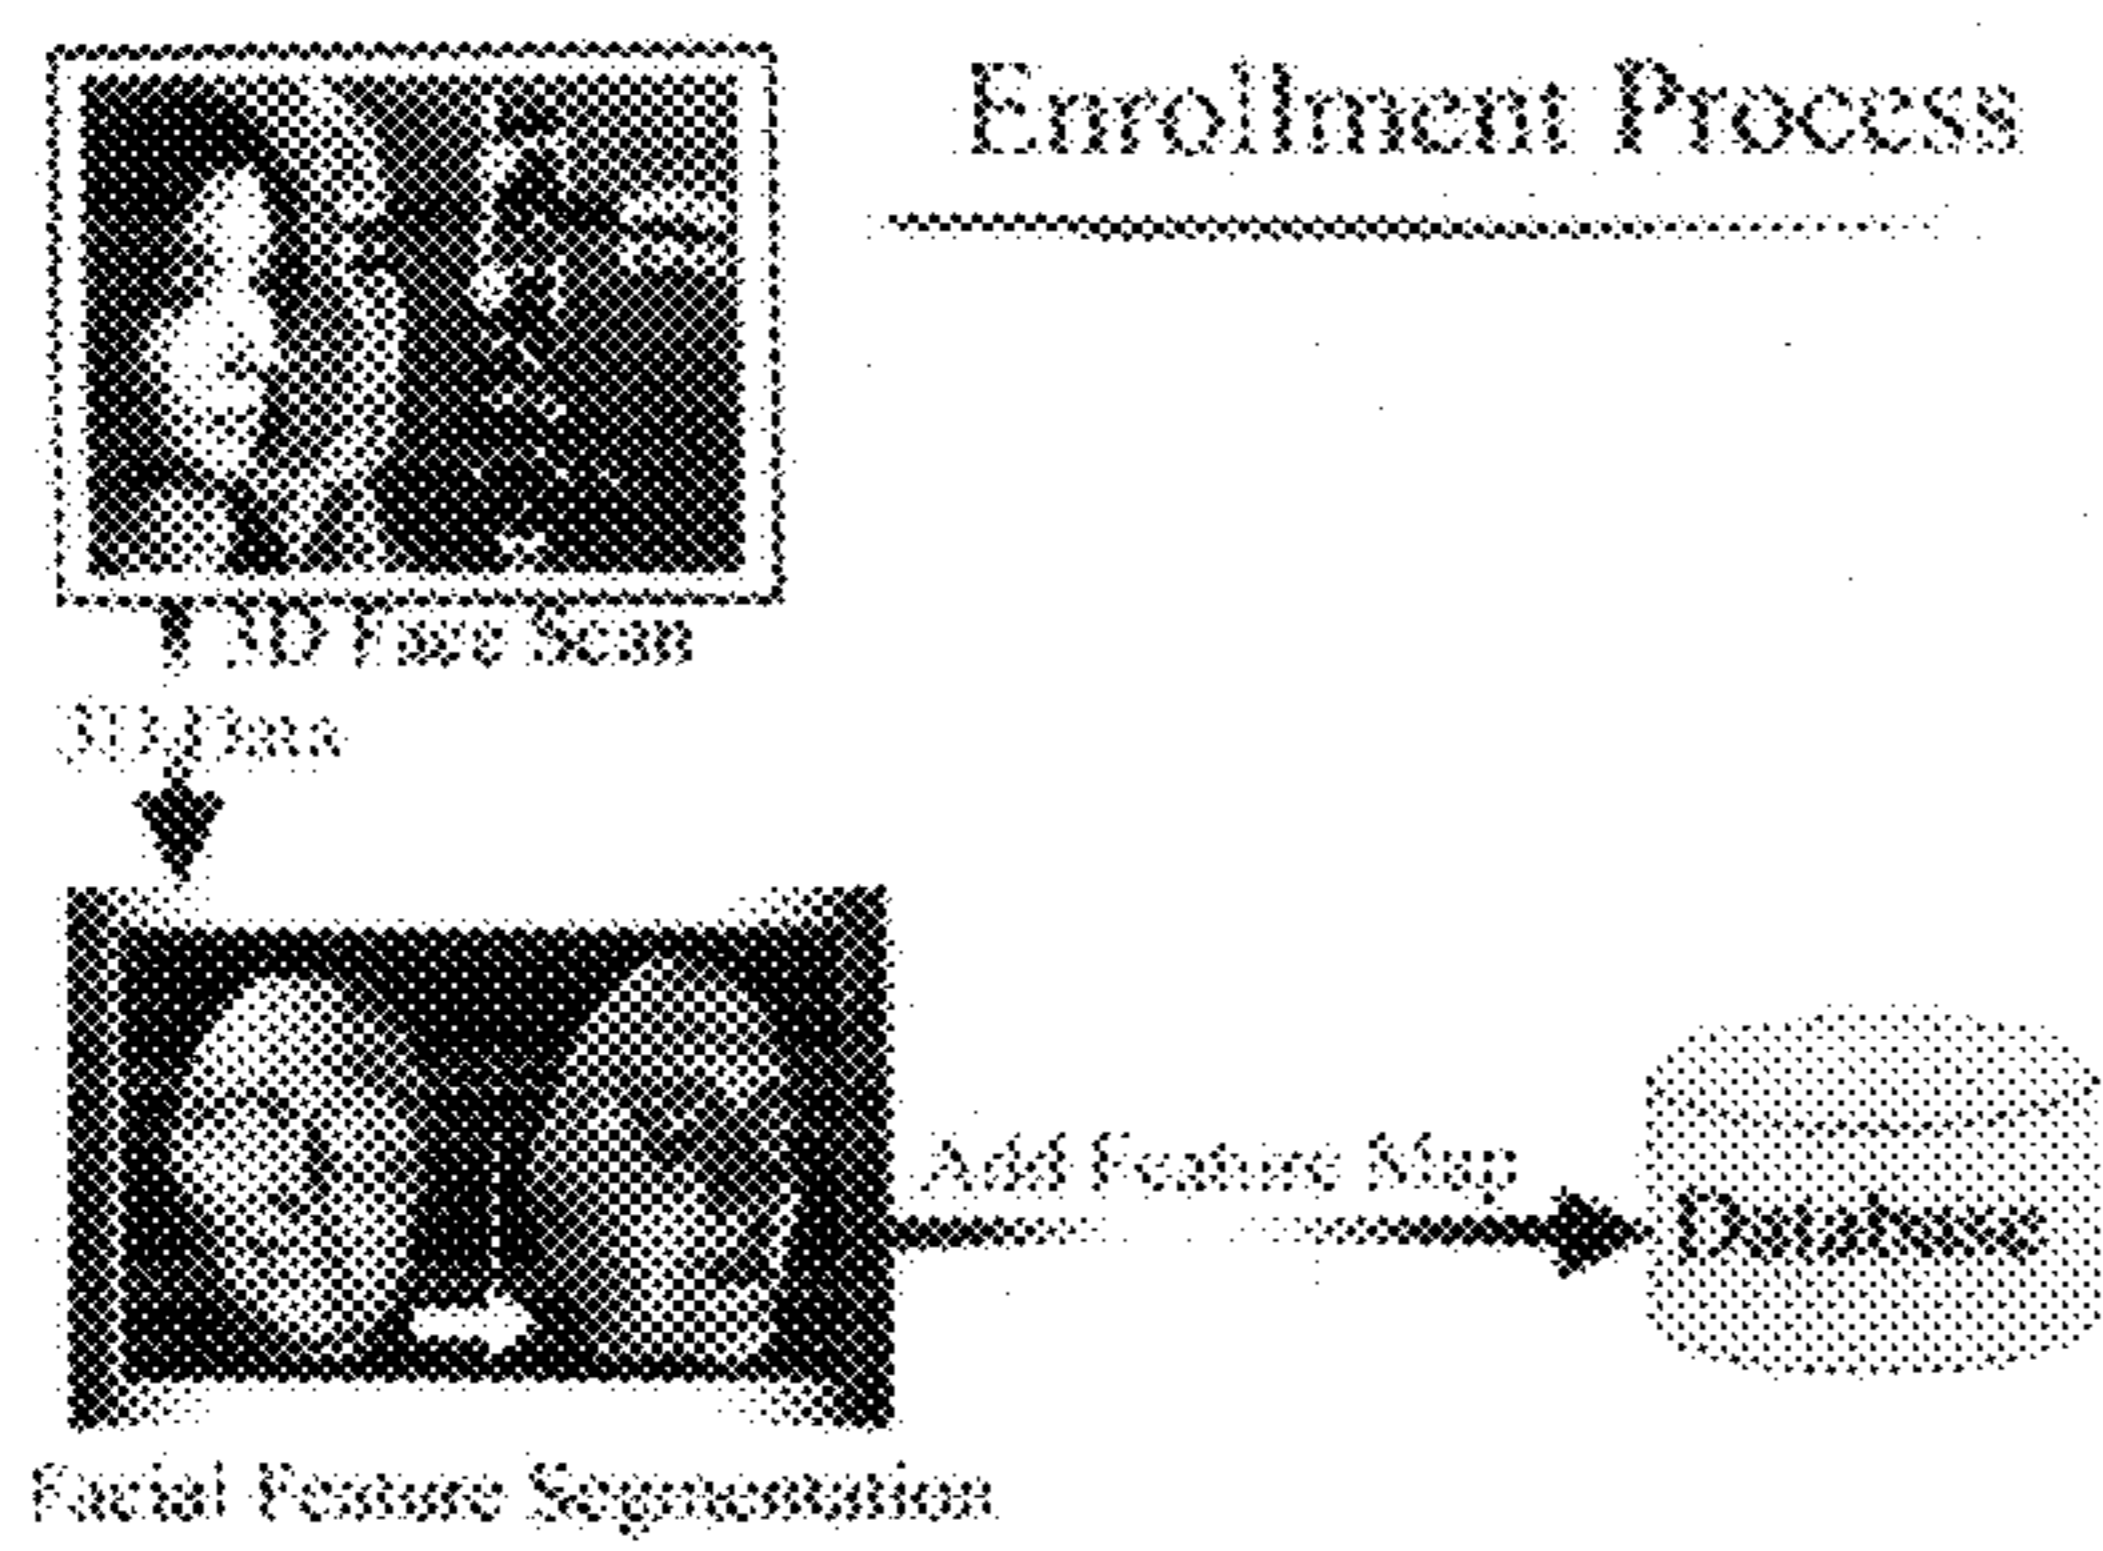 Enrollment Process
3D Face Scan
3D Data
Add Feature Map
Database
Facial Feature Segmentation